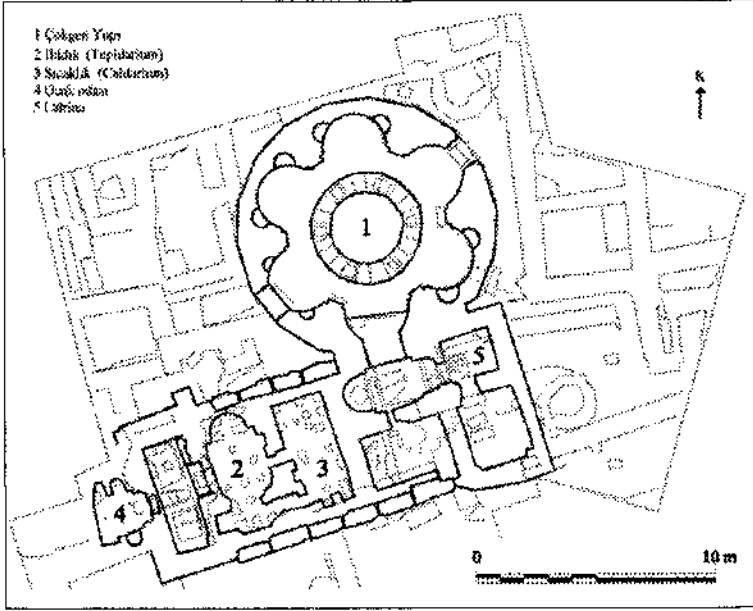 1 Çokgen Yapı
2 Ilıklık (Tepidarium)
3 Sıcaklık (Caldarium)
4 odası
5 Latrina
K
1
5
2
3
4
0 10 m